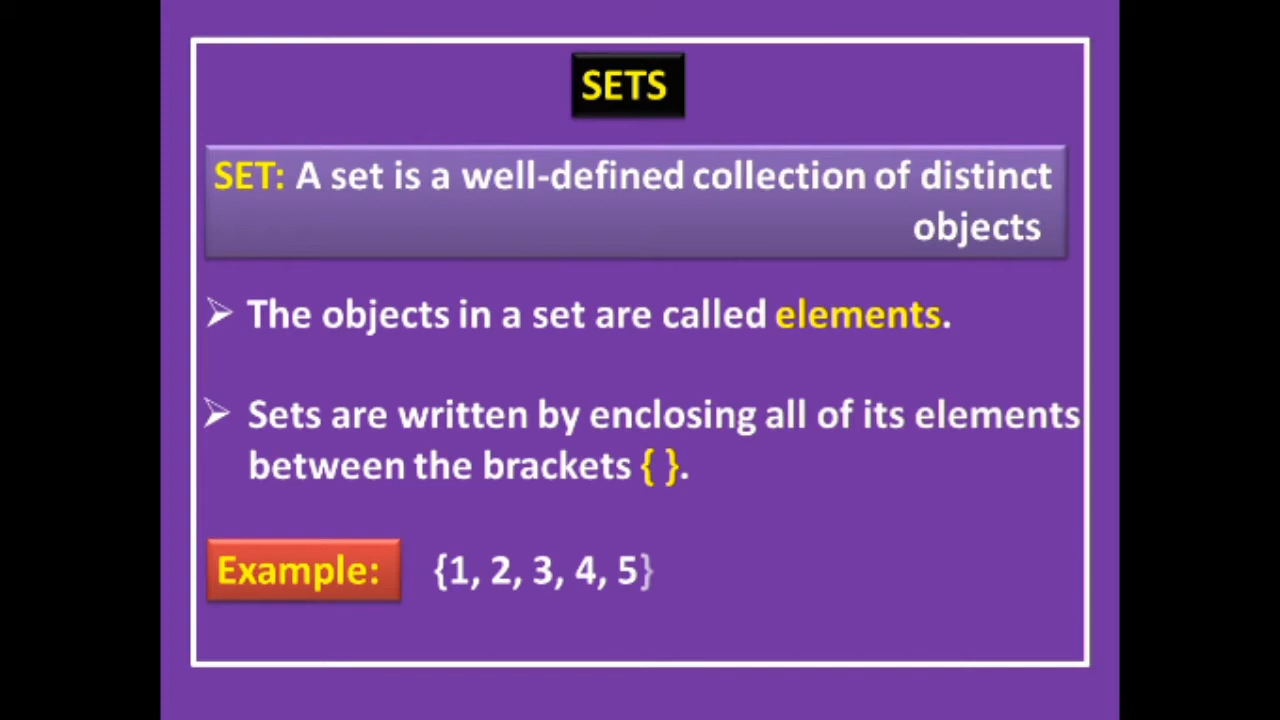 SETS
SET: A set is a well-defined collection of distinct
objects
The objects in a set are called elements.
Sets are written by enclosing all of its elements
between the brackets { }.
Example: {1, 2, 3, 4, 5}